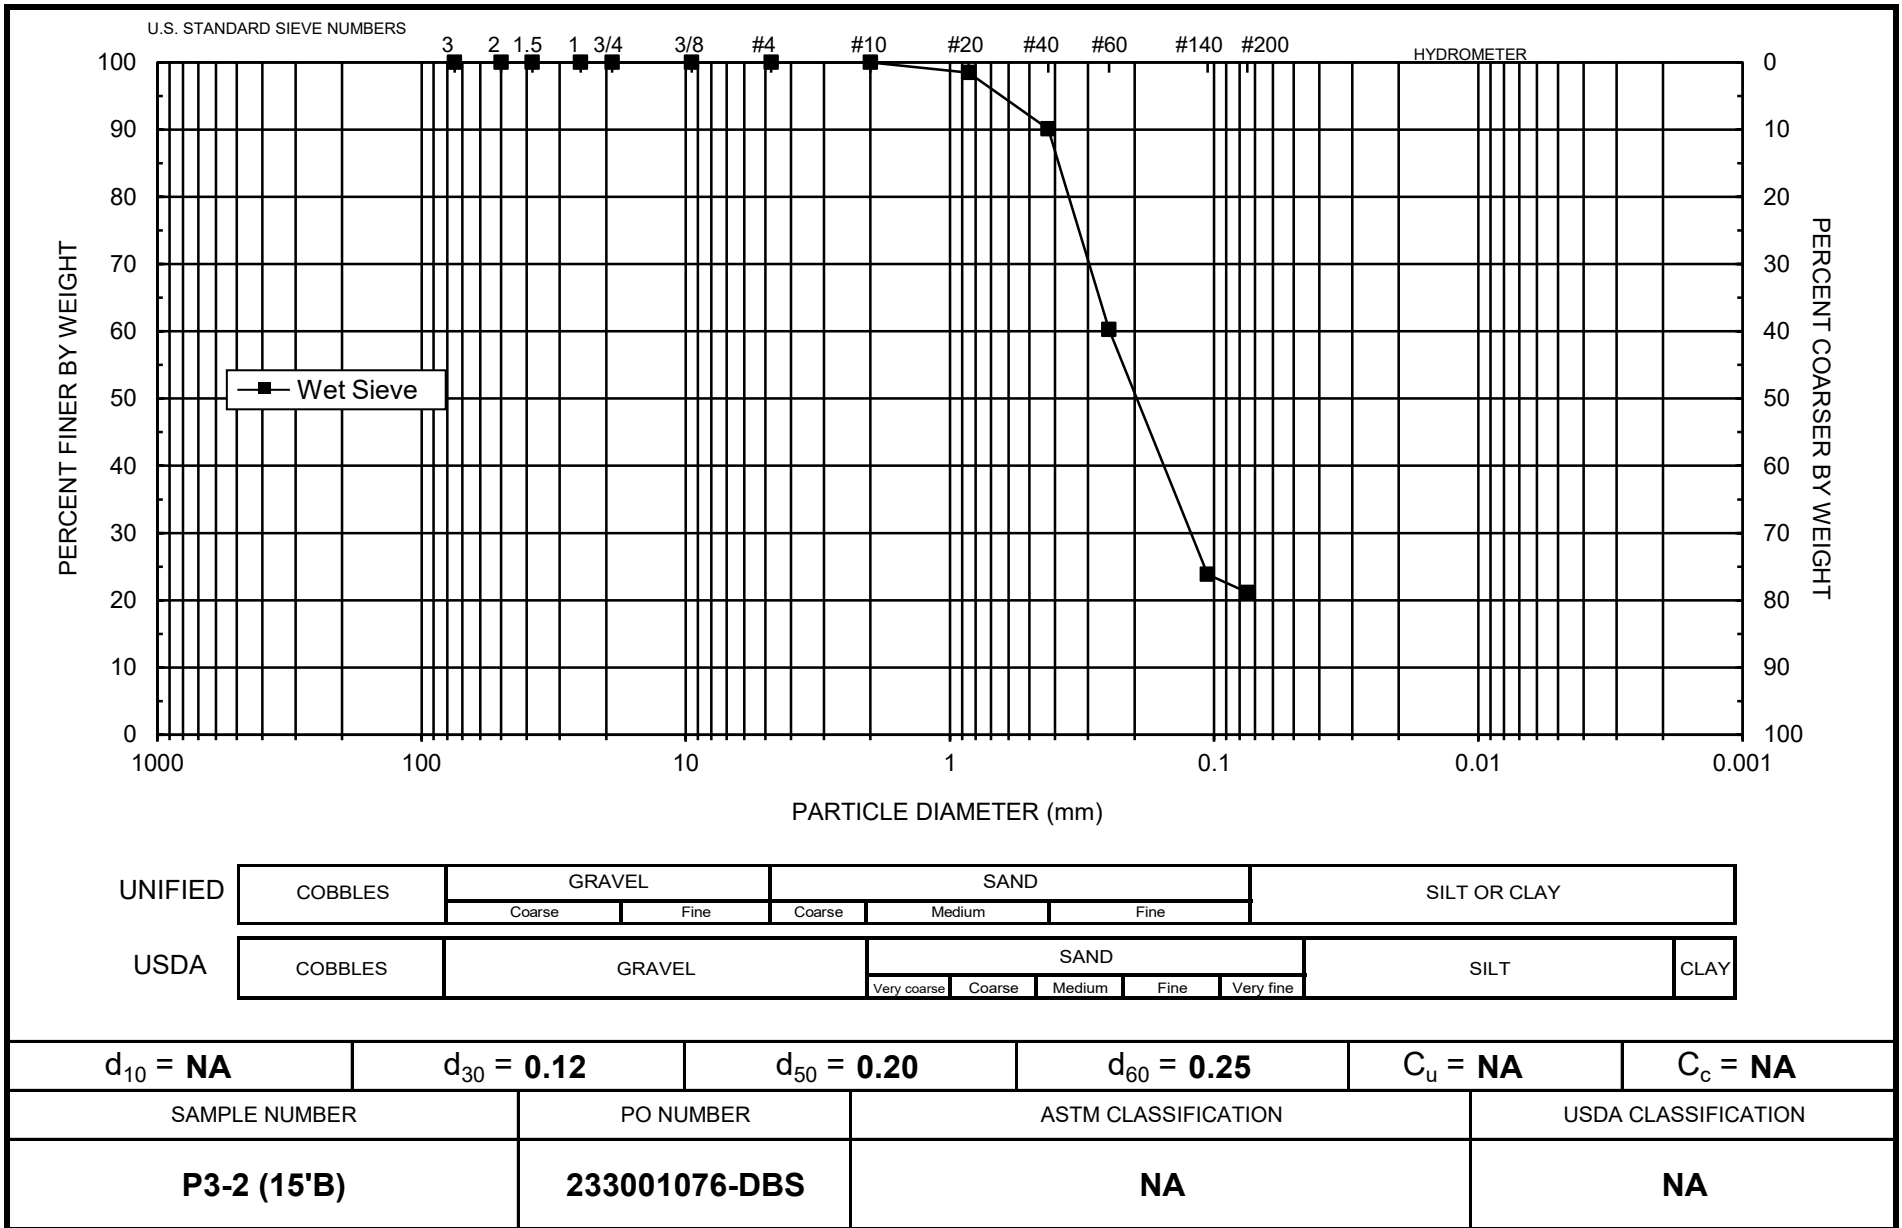 U.S. STANDARD SIEVE NUMBERS
3 2 1.5 1 3/4 3/8 #4 #10 #20 #40 #60 #140 #200
HYDROMETER
100 0
90 10
80 20
70 30
60 40
50 50
40 60
30 70
20 80
10 90
0 100
PERCENT FINER BY WEIGHT
PERCENT COARSER BY WEIGHT
Wet Sieve
1000 100 10 1 0.1 0.01 0.001
PARTICLE DIAMETER (mm)
UNIFIED COBBLES GRAVEL SAND SILT OR CLAY
Coarse Fine Coarse Medium Fine
USDA COBBLES GRAVEL SAND SILT CLAY
Very coarse Coarse Medium Fine Very fine
d10 = NA d30 = 0.12 d50 = 0.20 d60 = 0.25 Cu = NA Cc = NA
SAMPLE NUMBER PO NUMBER ASTM CLASSIFICATION USDA CLASSIFICATION
P3-2 (15'B) 233001076-DBS NA NA